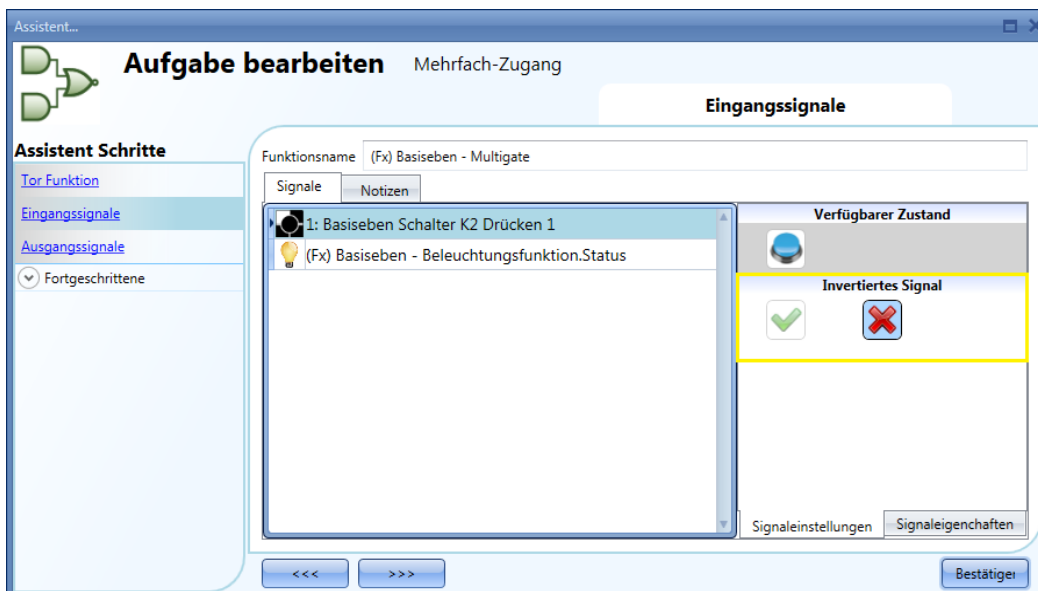 Assistent...
Aufgabe bearbeiten Mehrfach-Zugang
Eingangssignale
Assistent Schritte
Tor Funktion
Eingangssignale
Ausgangssignale
Fortgeschrittene
Funktionsname (Fx) Basiseben - Multigate
Signale Notizen
1: Basiseben Schalter K2 Drücken 1
(Fx) Basiseben - Beleuchtungsfunktion.Status
Verfügbarer Zustand
Invertiertes Signal
Signaleinstellungen Signaleigenchaften
<<< >>> Bestätiger